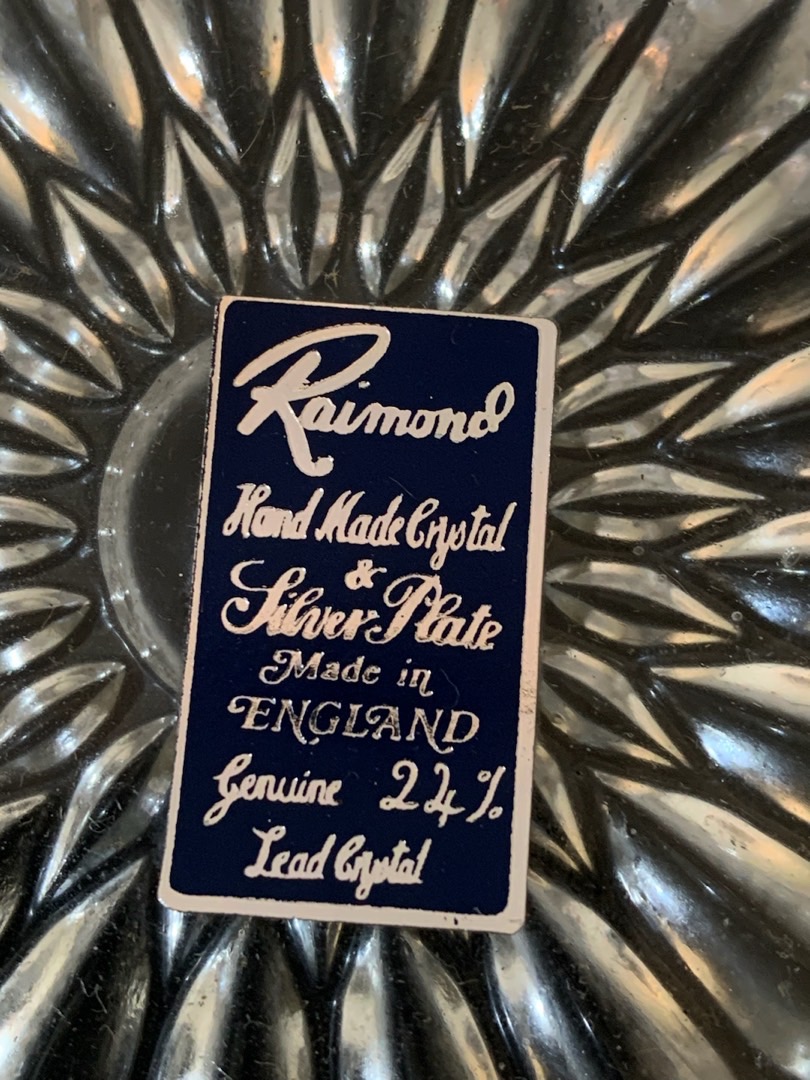 Raimond
Hand Made Crystal
&
Silver Plate
Made in
ENGLAND
Genuine 24%
Lead Crystal